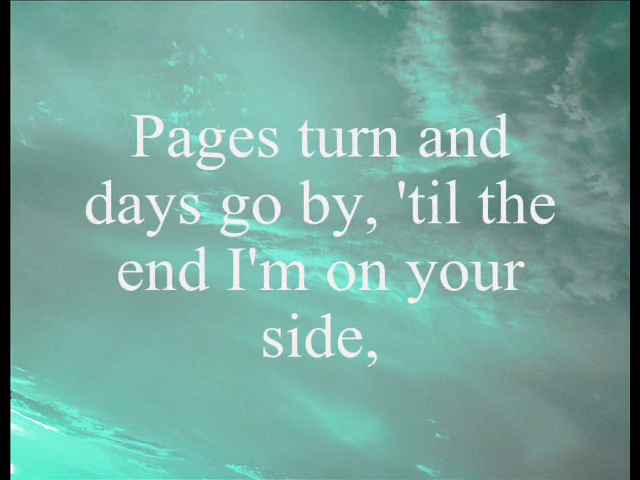 Pages turn and
days go by, 'til the
end I'm on your
side,